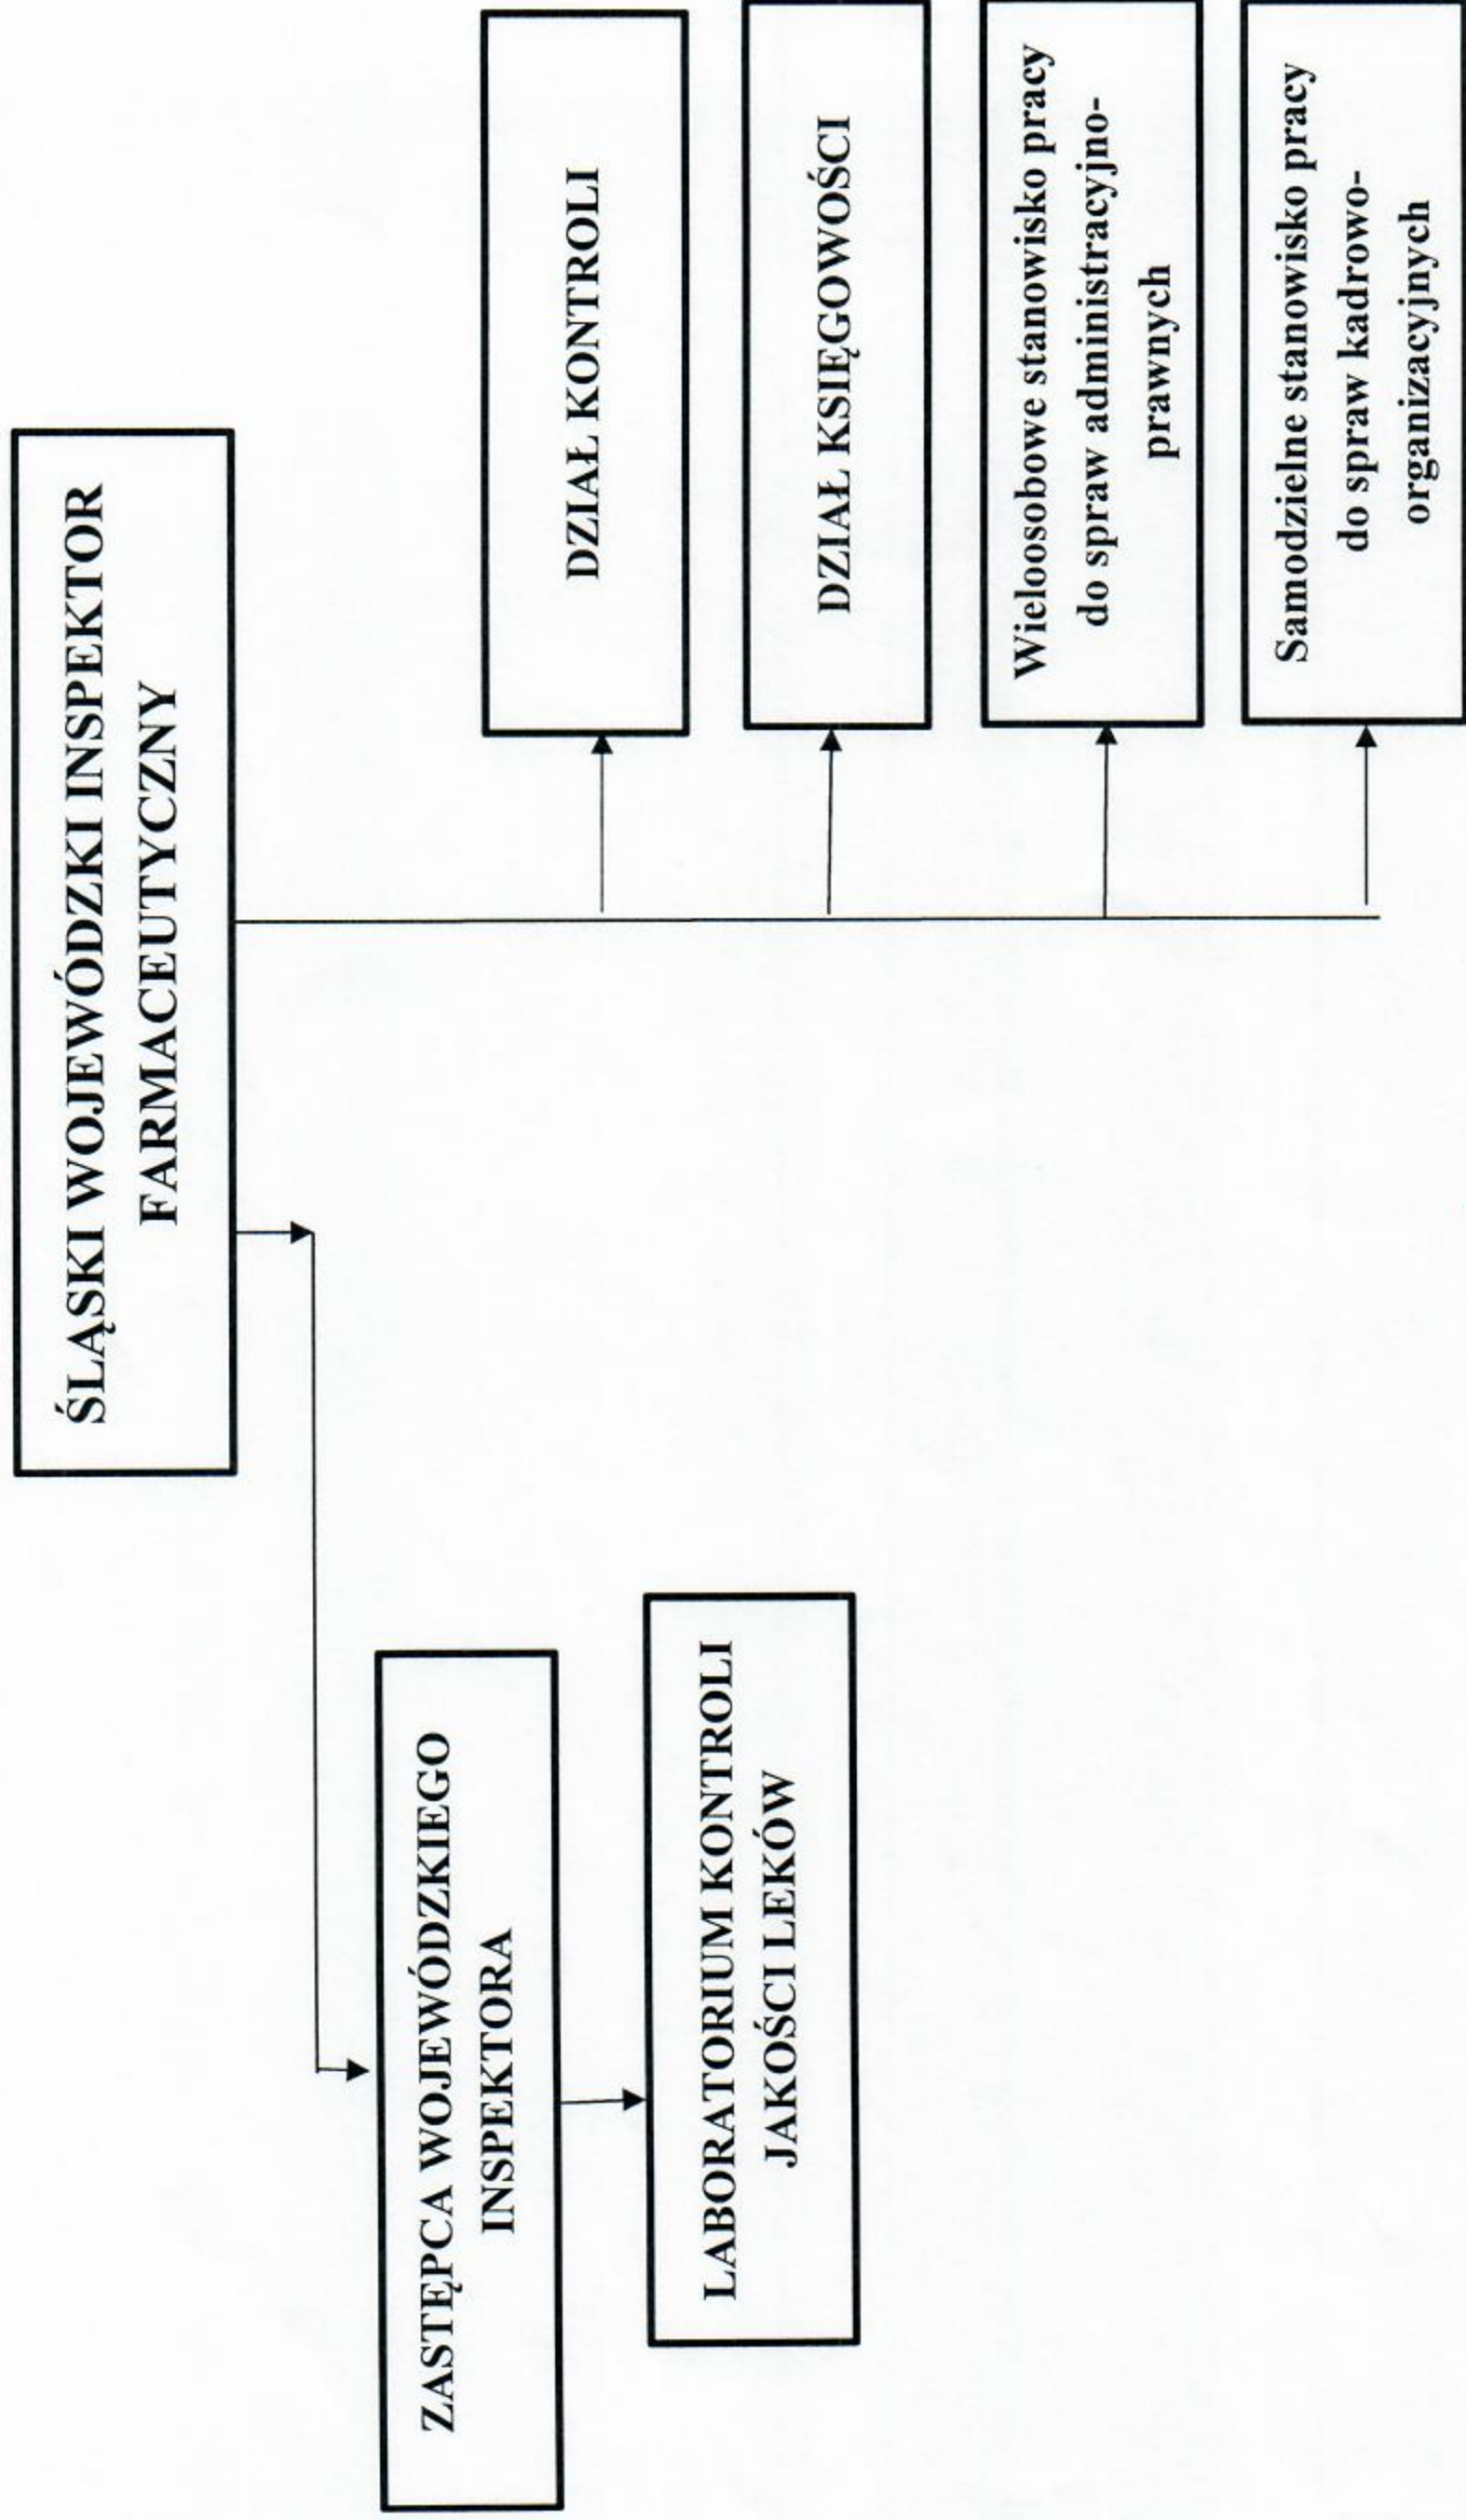 ŚLĄSKI WOJEWÓDZKI INSPEKTOR
FARMACEUTYCZNY
ZASTĘPCA WOJEWÓDZKIEGO
INSPEKTORA
LABORATORIUM KONTROLI
JAKOŚCI LEKÓW
DZIAŁ KONTROLI
DZIAŁ KSIĘGOWOŚCI
Wieloosobowe stanowisko pracy
do spraw administracyjno-
prawnych
Samodzielne stanowisko pracy
do spraw kadrowo-
organizacyjnych